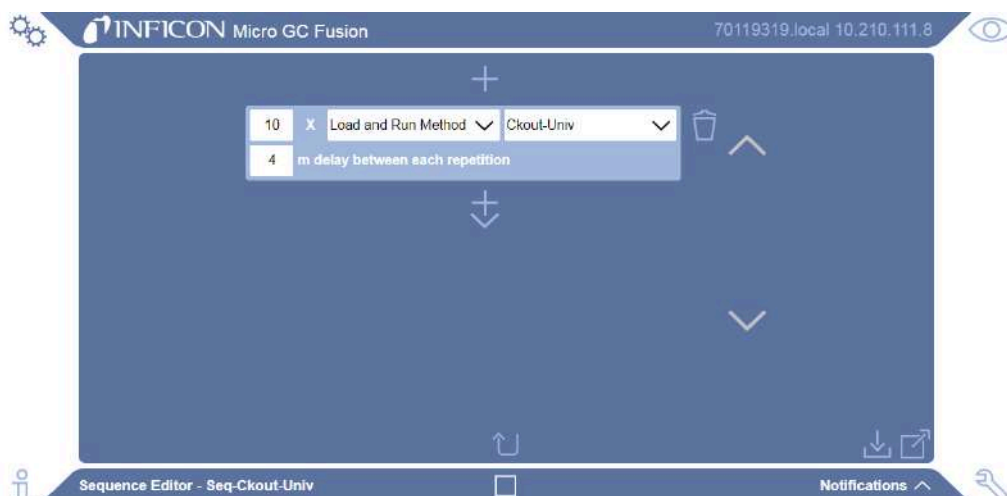 INFICON Micro GC Fusion 70119319.local 10.210.111.8
10 X Load and Run Method Ckout-Univ
4 m delay between each repetition
Sequence Editor - Seq-Ckout-Univ Notifications